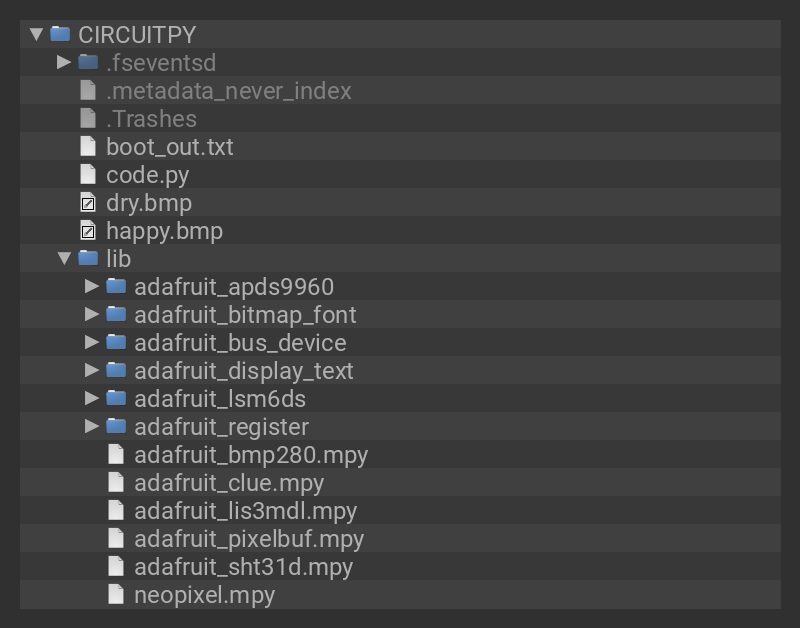 CIRCUITPY
.fseventsd
.metadata_never_index
.Trashes
boot_out.txt
code.py
dry.bmp
happy.bmp
lib
adafruit_apds9960
adafruit_bitmap_font
adafruit_bus_device
adafruit_display_text
adafruit_lsm6ds
adafruit_register
adafruit_bmp280.mpy
adafruit_clue.mpy
adafruit_lis3mdl.mpy
adafruit_pixelbuf.mpy
adafruit_sht31d.mpy
neopixel.mpy